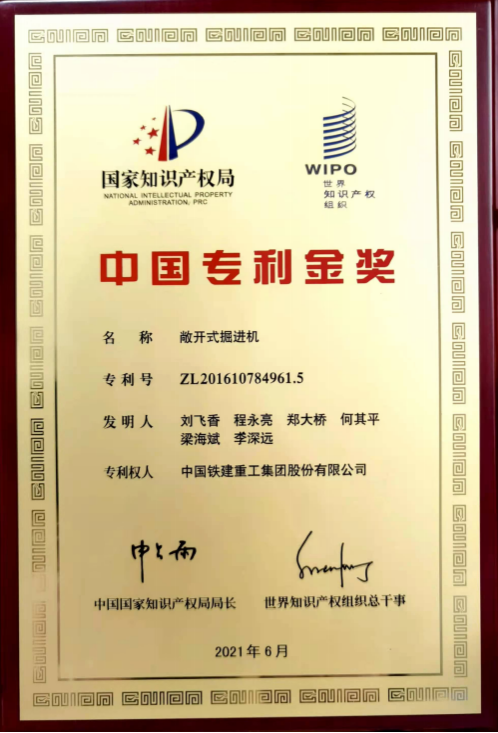 国家知识产权局
NATIONAL INTELLECTUAL PROPERTY
ADMINISTRATION, PRC
WIPO
世界
知识产权
组织
中国专利金奖
名 称 敞开式掘进机
专利号 ZL201610784961.5
发明人 刘飞香 程永亮 郑大桥 何其平
梁海斌 李深远
专利权人 中国铁建重工集团股份有限公司
申长雨
中国国家知识产权局局长 世界知识产权组织总干事
2021年6月